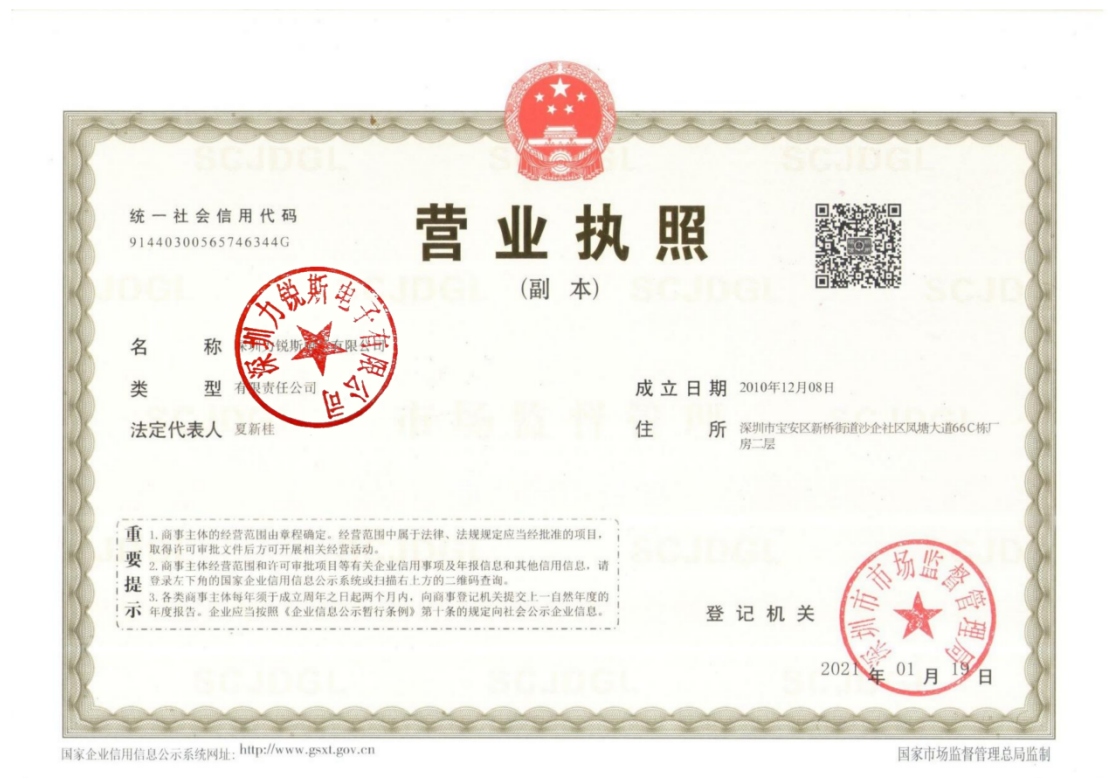 统一社会信用代码
91440300565746344G
营业执照
(副 本)
名 称 深圳力锐斯电子有限公司
类 型 有限责任公司
法定代表人 夏新桂
成立日期 2010年12月08日
住 所 深圳市宝安区新桥街道沙企社区凤塘大道66C栋厂
房二层
深圳力锐斯电子有限公司
重要提示
1. 商事主体的经营范围由章程确定。经营范围中属于法律、法规规定应当经批准的项目,
取得许可审批文件后方可开展相关经营活动。
2. 商事主体经营范围和许可审批项目等有关企业信用事项及年报信息和其他信用信息,请
登录左下角的国家企业信用信息公示系统或扫描右上方的二维码查询。
3. 各类商事主体每年须于成立周年之日起两个月内,向商事登记机关提交上一自然年度的
年度报告。企业应当按照《企业信息公示暂行条例》第十条的规定向社会公示企业信息。
登记机关
深圳市市场监督管理局
2021 年 01 月 19 日
国家企业信用信息公示系统网址: http://www.gsxt.gov.cn
国家市场监督管理总局监制